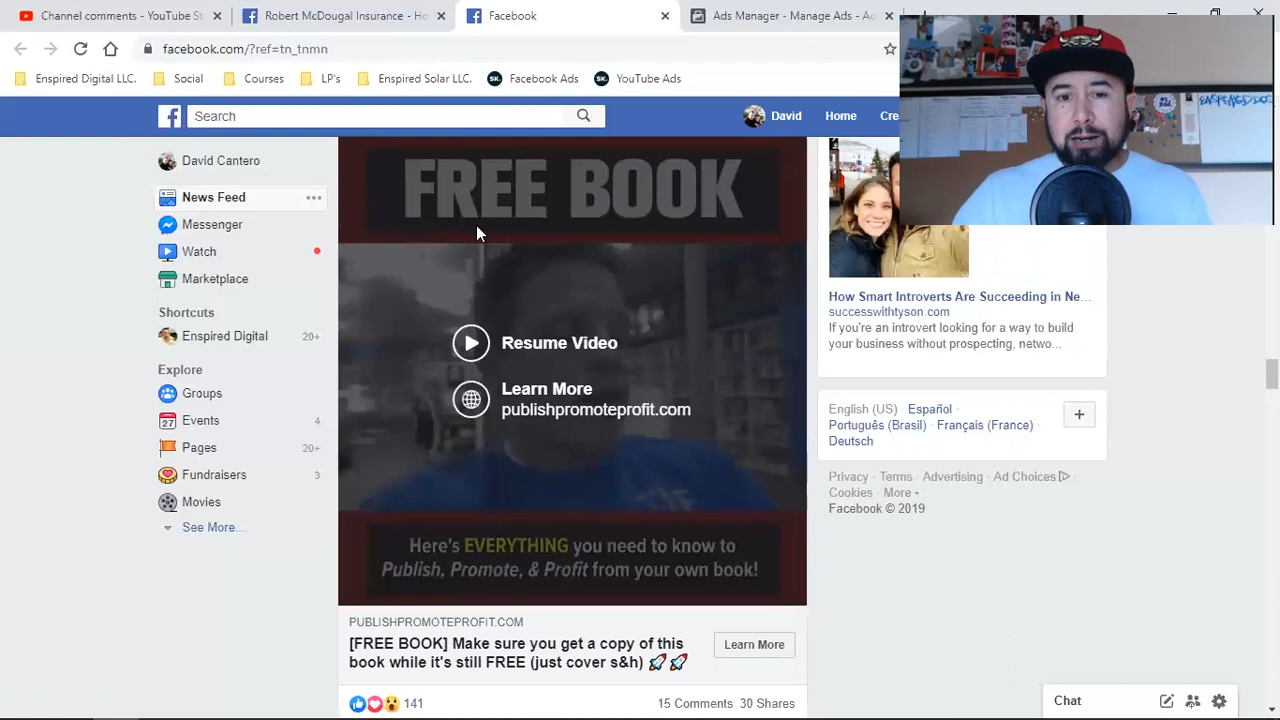 Comments - YouTube St
Robert McDougal Insurance - Ho
Facebook
Ads Manager - Manage Ads - A
facebook.com/?ref=tn_tnmn
Enspired Digital LLC.
Social
Courses
LP's
Enspired Solar LLC.
Facebook Ads
YouTube Ads
Search
David
Home
Cre
David Cantero
News Feed
Messenger
Watch
Marketplace
Shortcuts
Enspired Digital
20+
Explore
Groups
Events
4
Pages
20+
Fundraisers
3
Movies
See More...
FREE BOOK
Resume Video
Learn More
publishpromoteprofit.com
Here's EVERYTHING you need to know to
Publish, Promote, & Profit from your own book!
PUBLISHPROMOTEPROFIT.COM
[FREE BOOK] Make sure you get a copy of this
book while it's still FREE (just cover s&h) 🚀🚀
Learn More
141
15 Comments 30 Shares
How Smart Introverts Are Succeeding in Ne...
successwithtyson.com
If you're an introvert looking for a way to build
your business without prospecting, netwo...
English (US) · Español ·
Português (Brasil) · Français (France) ·
Deutsch
Privacy · Terms · Advertising · Ad Choices ·
Cookies · More
Facebook © 2019
Chat